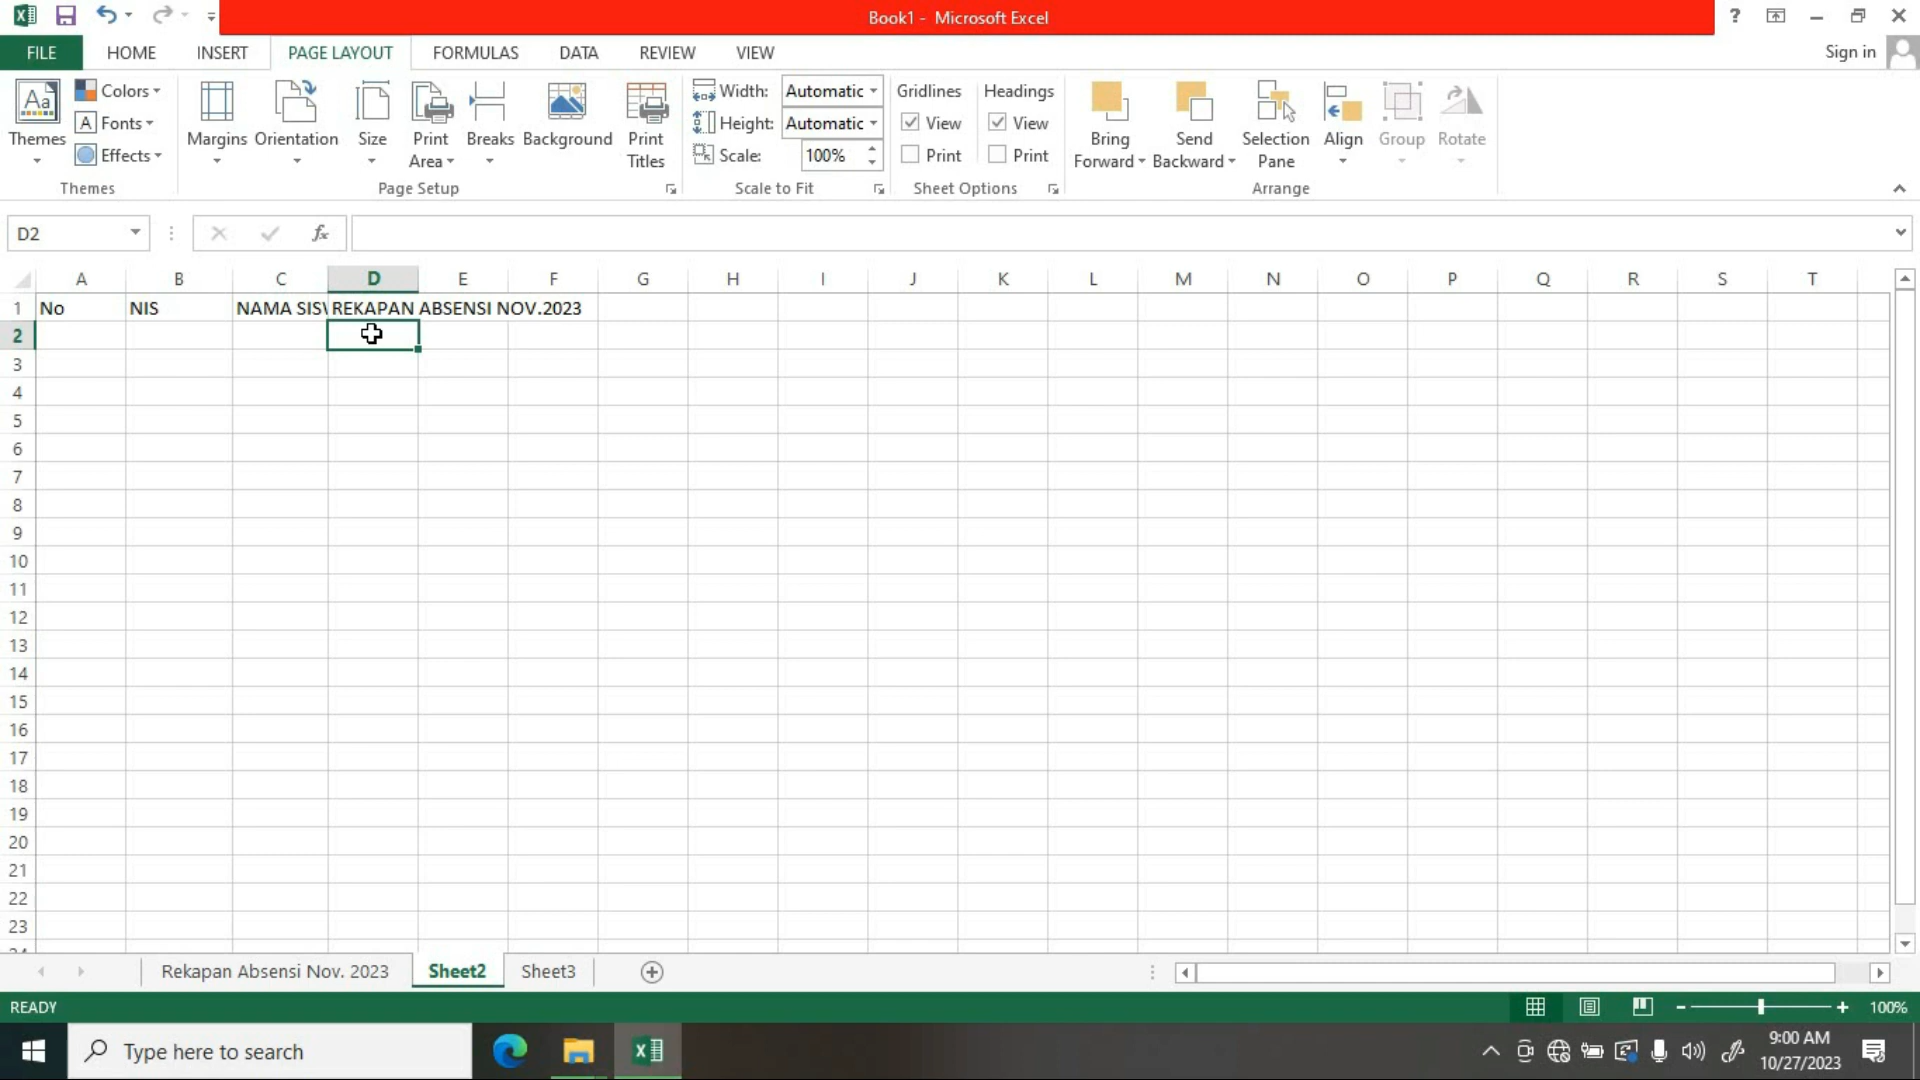 Book1 - Microsoft Excel
?
FILE HOME INSERT PAGE LAYOUT FORMULAS DATA REVIEW VIEW Sign in
Aa Themes
Colors
A Fonts
Effects
Margins
Orientation
Size
Print Area
Breaks
Background
Print Titles
Width: Automatic
Height: Automatic
Scale: 100%
Gridlines
View
Print
Headings
View
Print
Bring Forward
Send Backward
Selection Pane
Align
Group
Rotate
Themes Page Setup Scale to Fit Sheet Options Arrange
D2 fx
A B C D E F G H I J K L M N O P Q R S T
1 No NIS NAMA SIS REKAPAN ABSENSI NOV.2023
2
3
4
5
6
7
8
9
10
11
12
13
14
15
16
17
18
19
20
21
22
23
Rekapan Absensi Nov. 2023 Sheet2 Sheet3
READY 100%
Type here to search
9:00 AM
10/27/2023